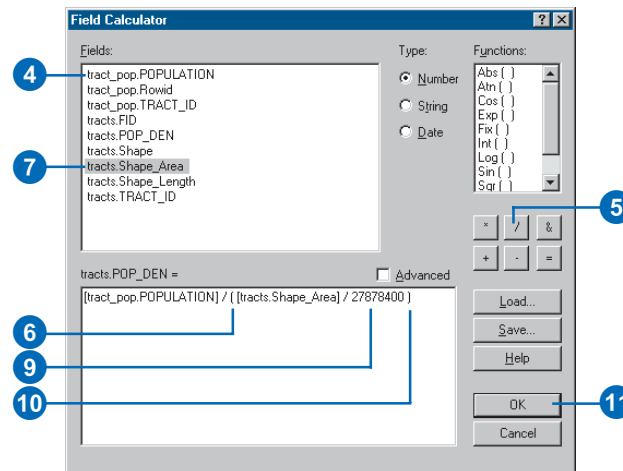 Field Calculator
Fields:
Type:
Functions:
4
7
tract_pop.POPULATION
tract_pop.Rowid
tract_pop.TRACT_ID
tracts.FID
tracts.POP_DEN
tracts.Shape
tracts.Shape_Area
tracts.Shape_Length
tracts.TRACT_ID
Number
String
Date
Abs ( )
Atn ( )
Cos ( )
Exp ( )
Fix ( )
Int ( )
Log ( )
Sin ( )
Sqr ( )
5
* / &
+ - =
tracts.POP_DEN =
Advanced
[tract_pop.POPULATION] / ( [tracts.Shape_Area] / 27878400 )
6
9
10
Load...
Save...
Help
OK
11
Cancel